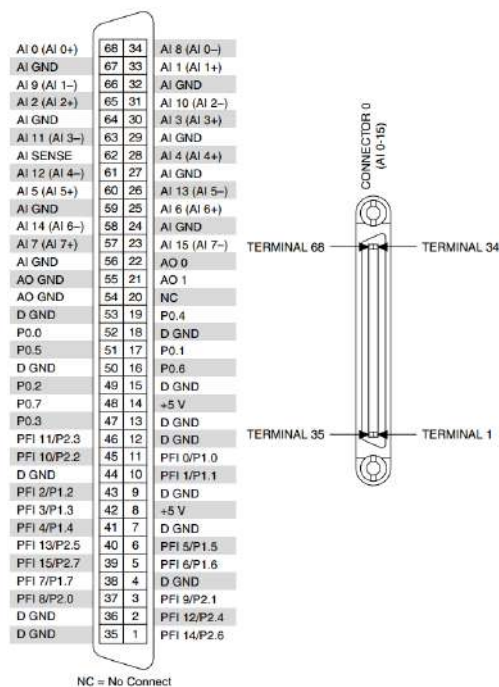 AI 0 (AI 0+) 68 34 AI 8 (AI 0–)
AI GND 67 33 AI 1 (AI 1+)
AI 9 (AI 1–) 66 32 AI GND
AI 2 (AI 2+) 65 31 AI 10 (AI 2–)
AI GND 64 30 AI 3 (AI 3+)
AI 11 (AI 3–) 63 29 AI GND
AI SENSE 62 28 AI 4 (AI 4+)
AI 12 (AI 4–) 61 27 AI GND
AI 5 (AI 5+) 60 26 AI 13 (AI 5–)
AI GND 59 25 AI 6 (AI 6+)
AI 14 (AI 6–) 58 24 AI GND
AI 7 (AI 7+) 57 23 AI 15 (AI 7–)
AI GND 56 22 AO 0
AO GND 55 21 AO 1
AO GND 54 20 NC
D GND 53 19 P0.4
P0.0 52 18 D GND
P0.5 51 17 P0.1
D GND 50 16 P0.6
P0.2 49 15 D GND
P0.7 48 14 +5 V
P0.3 47 13 D GND
PFI 11/P2.3 46 12 D GND
PFI 10/P2.2 45 11 PFI 0/P1.0
D GND 44 10 PFI 1/P1.1
PFI 2/P1.2 43 9 D GND
PFI 3/P1.3 42 8 +5 V
PFI 4/P1.4 41 7 D GND
PFI 13/P2.5 40 6 PFI 5/P1.5
PFI 15/P2.7 39 5 PFI 6/P1.6
PFI 7/P1.7 38 4 D GND
PFI 8/P2.0 37 3 PFI 9/P2.1
D GND 36 2 PFI 12/P2.4
D GND 35 1 PFI 14/P2.6
NC = No Connect
CONNECTOR 0
(AI 0-15)
TERMINAL 68
TERMINAL 34
TERMINAL 35
TERMINAL 1